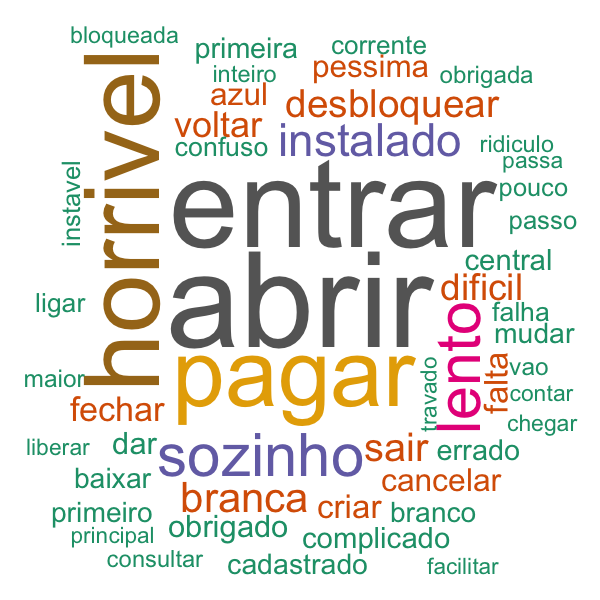 bloqueada
primeira
corrente
inteiro
pessima
obrigada
azul
desbloquear
voltar
instalado
confuso
ridiculo
passa
horrivel
instavel
entrar
pouco
passo
abrir
central
dificil
ligar
lento
falha
mudar
pagar
travado
falta
vao
maior
contar
fechar
chegar
liberar
dar
sozinho
sair
errado
baixar
cancelar
branca
criar
branco
primeiro
principal
obrigado
complicado
consultar
cadastrado
facilitar